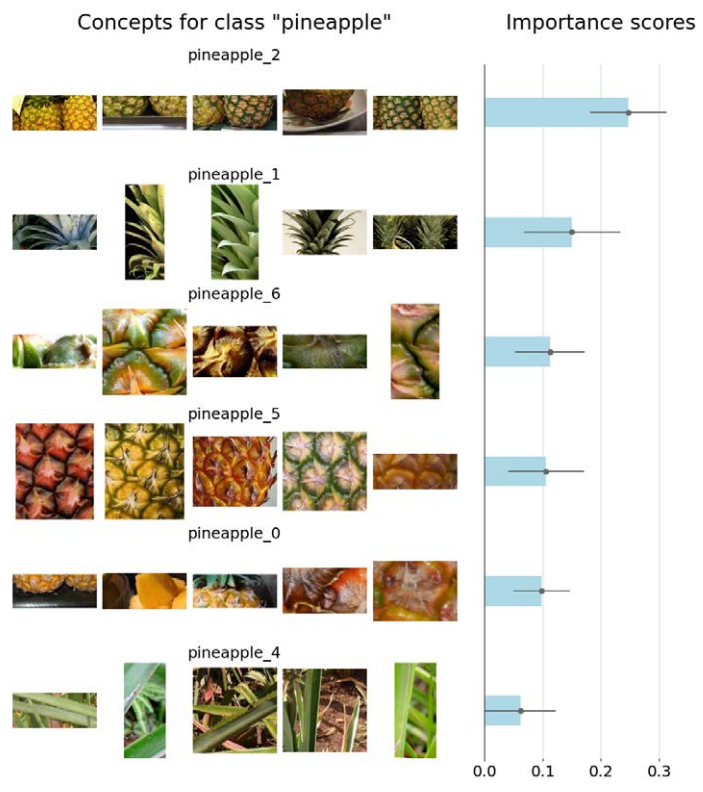 Concepts for class "pineapple"
Importance scores
pineapple_2
pineapple_1
pineapple_6
pineapple_5
pineapple_0
pineapple_4
0.0 0.1 0.2 0.3